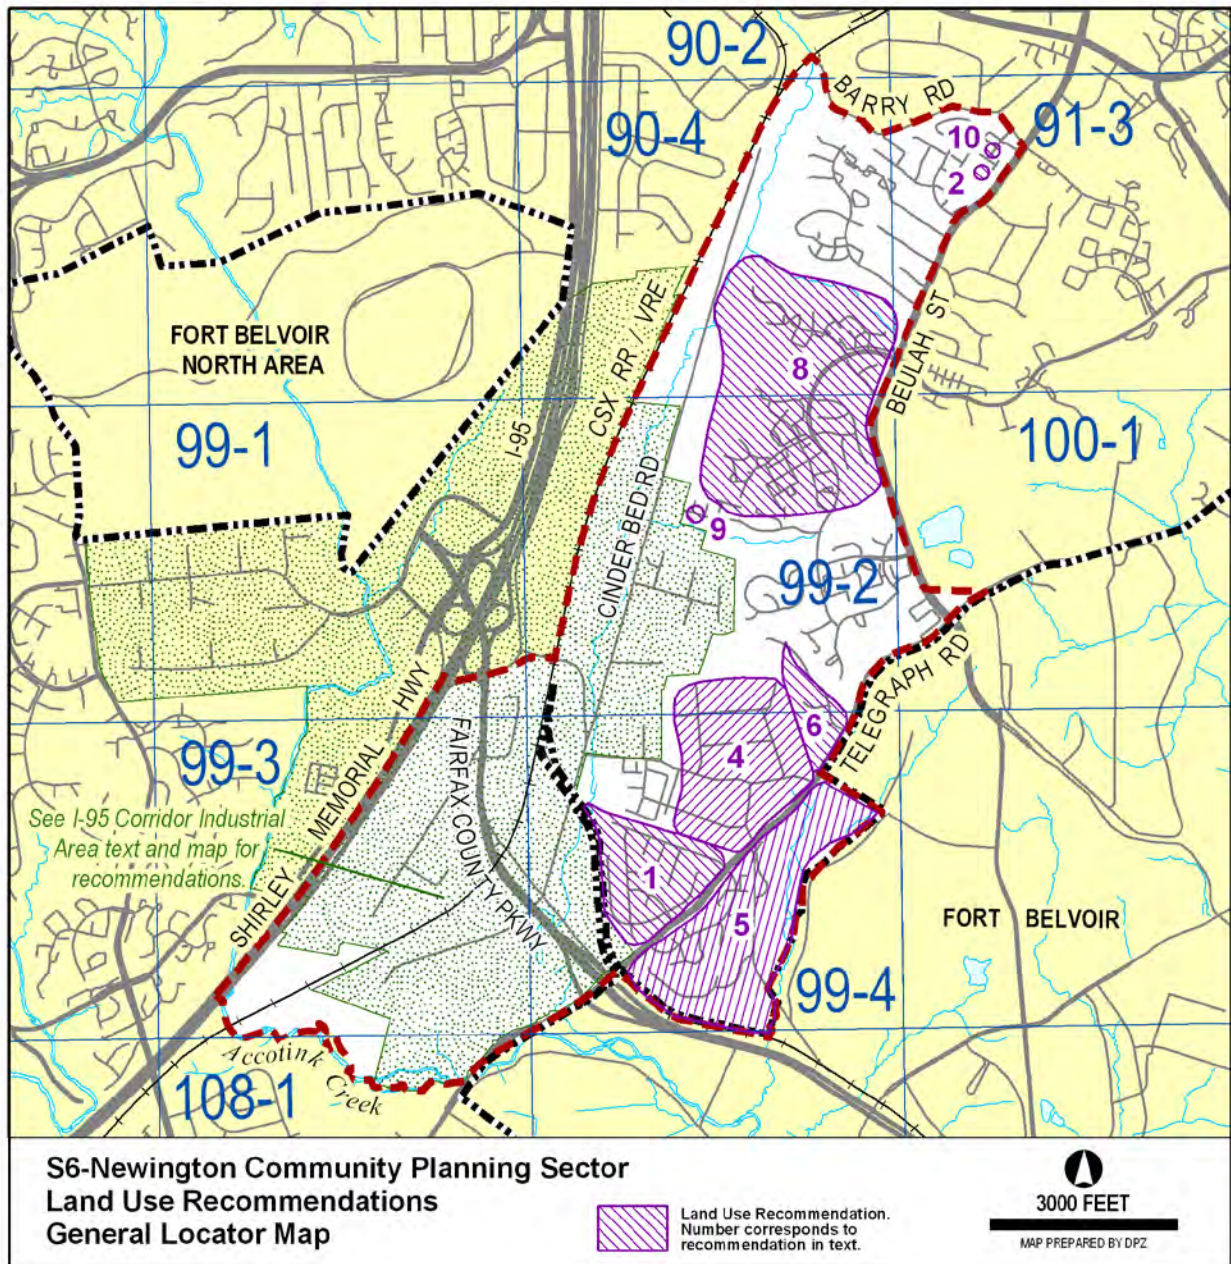 90-2
BARRY RD
91-3
90-4
10
2
FORT BELVOIR
NORTH AREA
CSX RR / VRE
BEULAH ST
8
I-95
99-1
100-1
CINDER BED RD
9
99-2
HWY
TELEGRAPH RD
6
FAIRFAX COUNTY PKWY
4
99-3
MEMORIAL
See I-95 Corridor Industrial
Area text and map for
recommendations.
1
SHIRLEY
5
FORT BELVOIR
99-4
Accotink Creek
108-1
S6-Newington Community Planning Sector
Land Use Recommendations
General Locator Map
Land Use Recommendation.
Number corresponds to
recommendation in text.
3000 FEET
MAP PREPARED BY DPZ